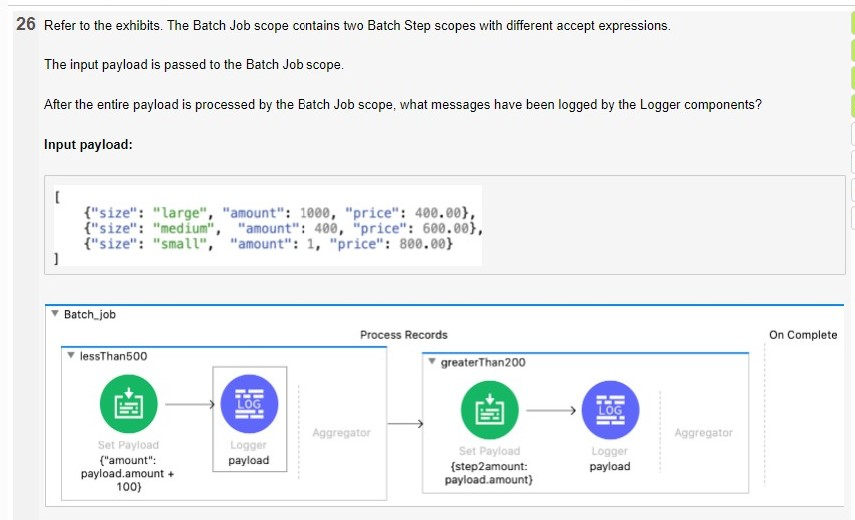 26 Refer to the exhibits. The Batch Job scope contains two Batch Step scopes with different accept expressions.
The input payload is passed to the Batch Job scope.
After the entire payload is processed by the Batch Job scope, what messages have been logged by the Logger components?
Input payload:
[
{"size": "large", "amount": 1000, "price": 400.00},
{"size": "medium", "amount": 400, "price": 600.00},
{"size": "small", "amount": 1, "price": 800.00}
]
Batch_job
Process Records
On Complete
lessThan500
LOG
Set Payload
{"amount":
payload.amount +
100}
Logger
payload
Aggregator
greaterThan200
LOG
Set Payload
{step2amount:
payload.amount}
Logger
payload
Aggregator